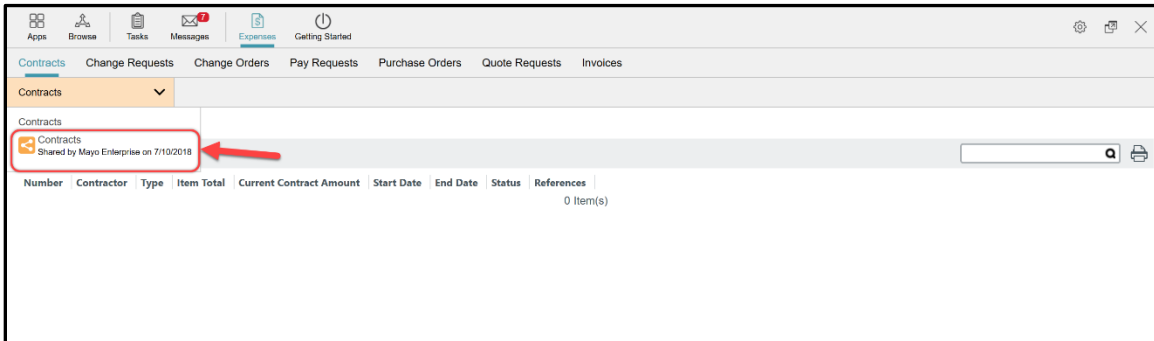 7
Apps Browse Tasks Messages Expenses Getting Started
Contracts Change Requests Change Orders Pay Requests Purchase Orders Quote Requests Invoices
Contracts
Contracts
Contracts
Shared by Mayo Enterprise on 7/10/2018
Number Contractor Type Item Total Current Contract Amount Start Date End Date Status References
0 Item(s)